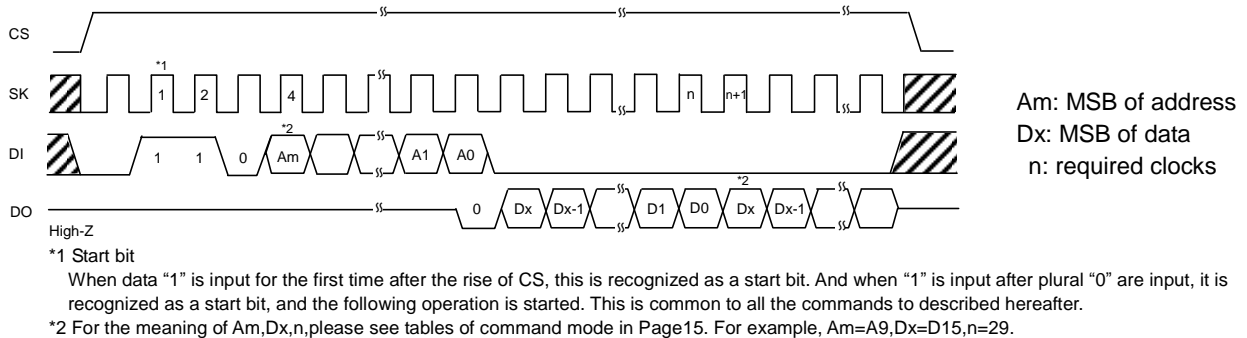 CS
*1
SK 1 2 4 n n+1
*2
DI 1 1 0 Am A1 A0
*2
DO 0 Dx Dx-1 D1 D0 Dx Dx-1
High-Z
Am: MSB of address
Dx: MSB of data
n: required clocks
*1 Start bit
When data “1” is input for the first time after the rise of CS, this is recognized as a start bit. And when “1” is input after plural “0” are input, it is
recognized as a start bit, and the following operation is started. This is common to all the commands to described hereafter.
*2 For the meaning of Am,Dx,n,please see tables of command mode in Page15. For example, Am=A9,Dx=D15,n=29.